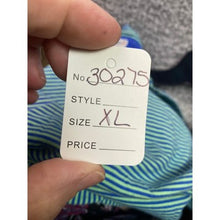 No 30275
STYLE
SIZE XL
PRICE